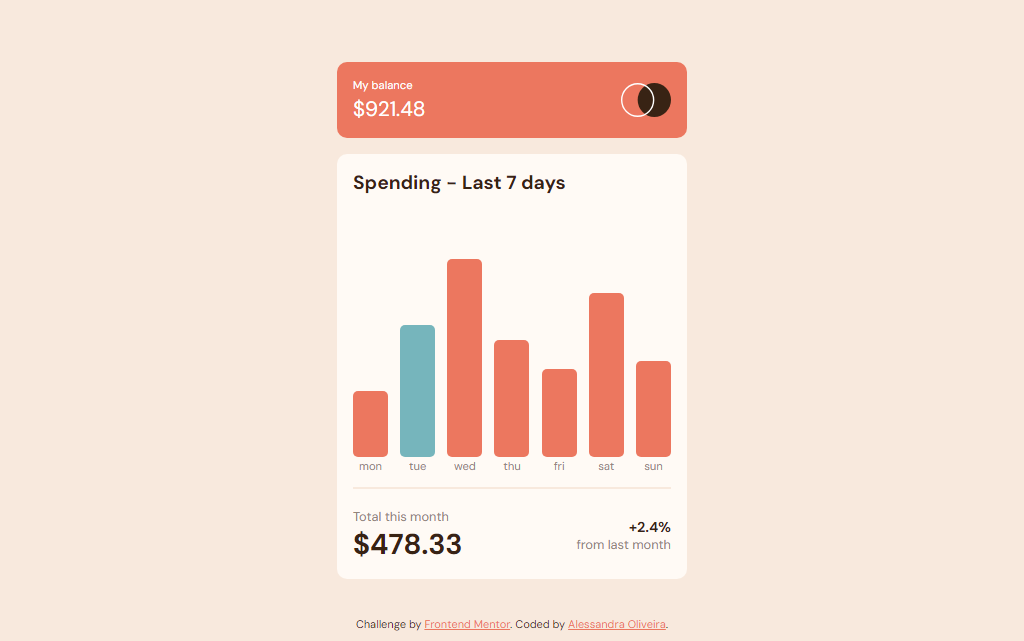 My balance
$921.48
Spending - Last 7 days
mon tue wed thu fri sat sun
Total this month
$478.33
+2.4%
from last month
Challenge by Frontend Mentor. Coded by Alessandra Oliveira.